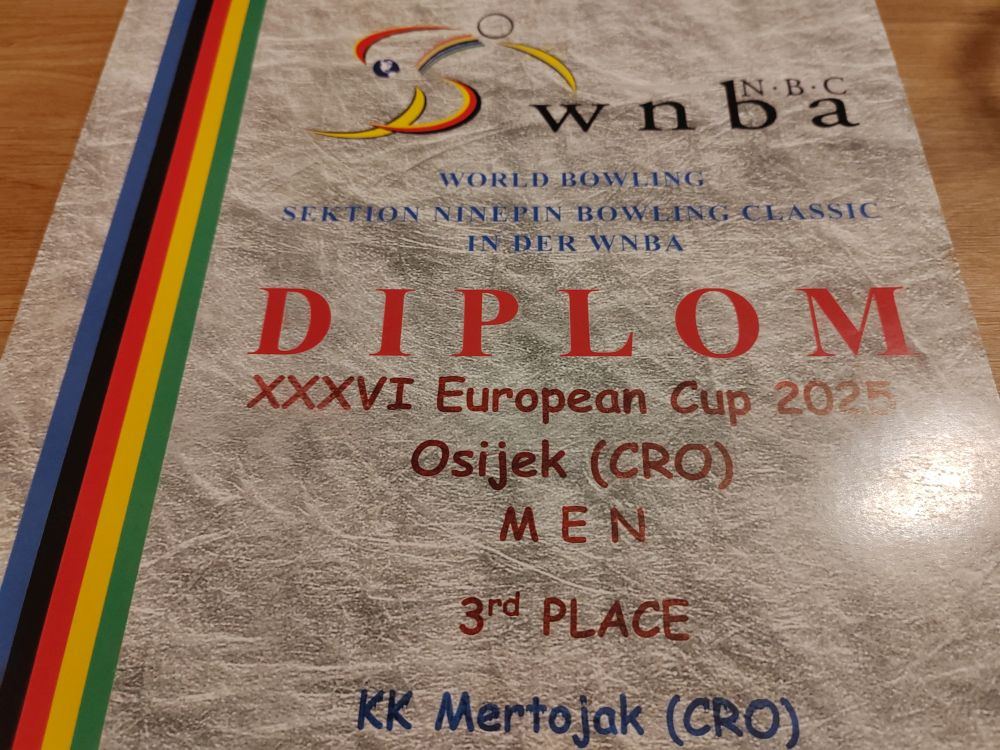 N·B·C
wnba
WORLD BOWLING
SEKTION NINEPIN BOWLING CLASSIC
IN DER WNBA
DIPLOM
XXXVI European Cup 2025
Osijek (CRO)
MEN
3rd PLACE
KK Mertojak (CRO)